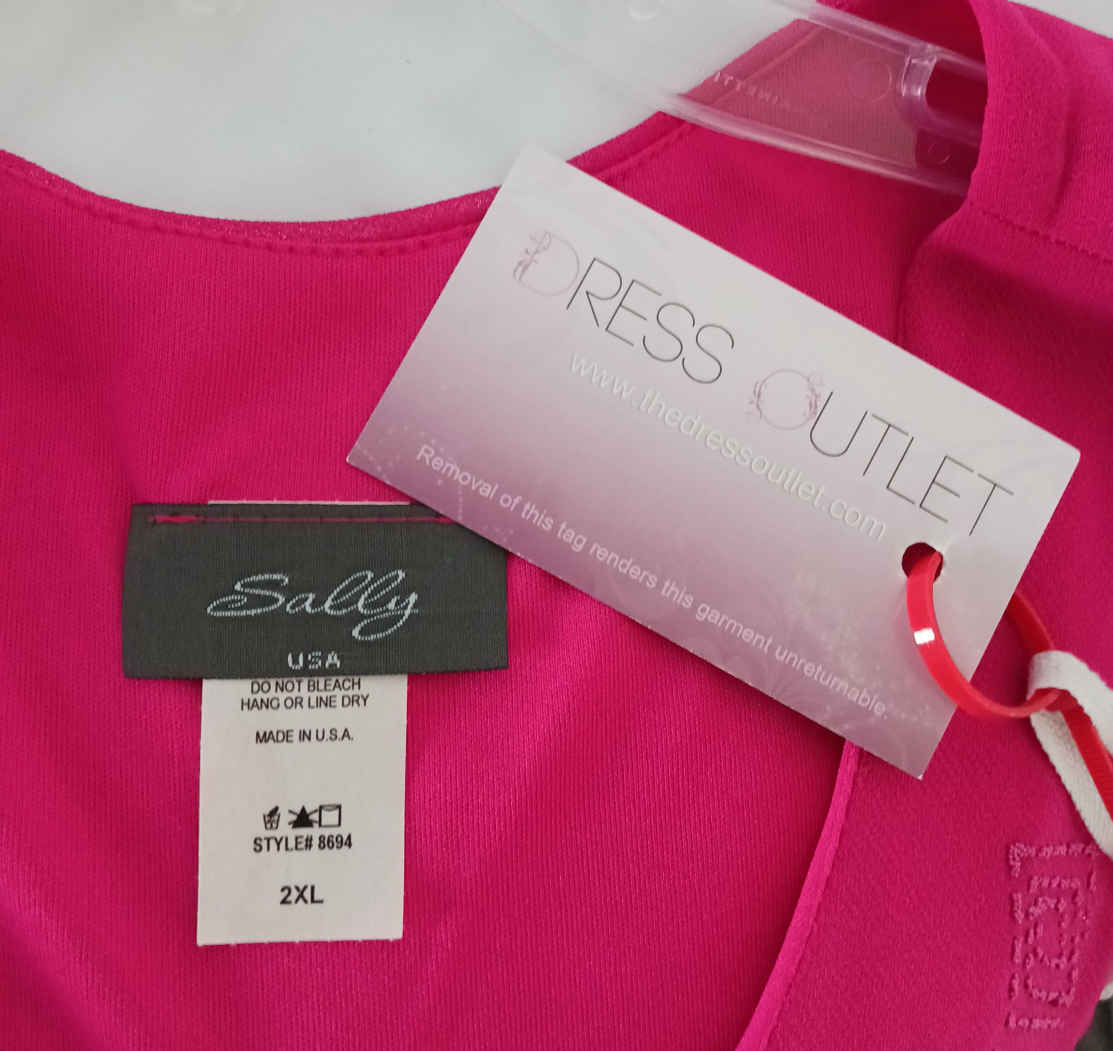 DRESS OUTLET
www.thedressoutlet.com
Removal of this tag renders this garment unreturnable.
Sally
USA
DO NOT BLEACH
HANG OR LINE DRY
MADE IN U.S.A.
STYLE# 8694
2XL